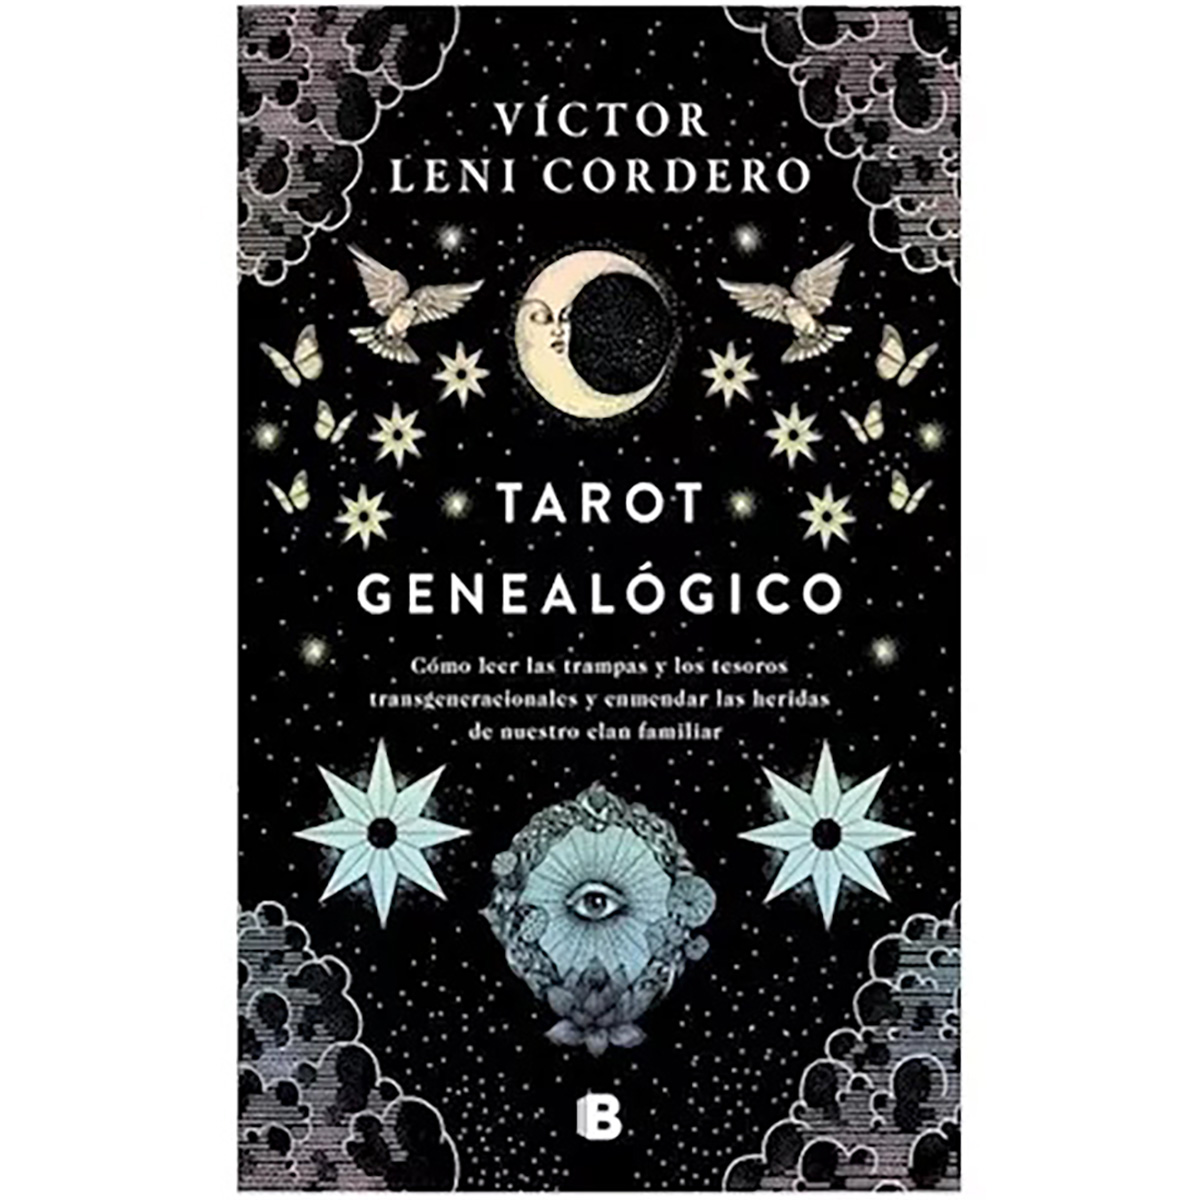 VÍCTOR
LENI CORDERO
TAROT
GENEALÓGICO
Cómo leer las trampas y los tesoros
transgeneracionales y enmendar las heridas
de nuestro clan familiar
B